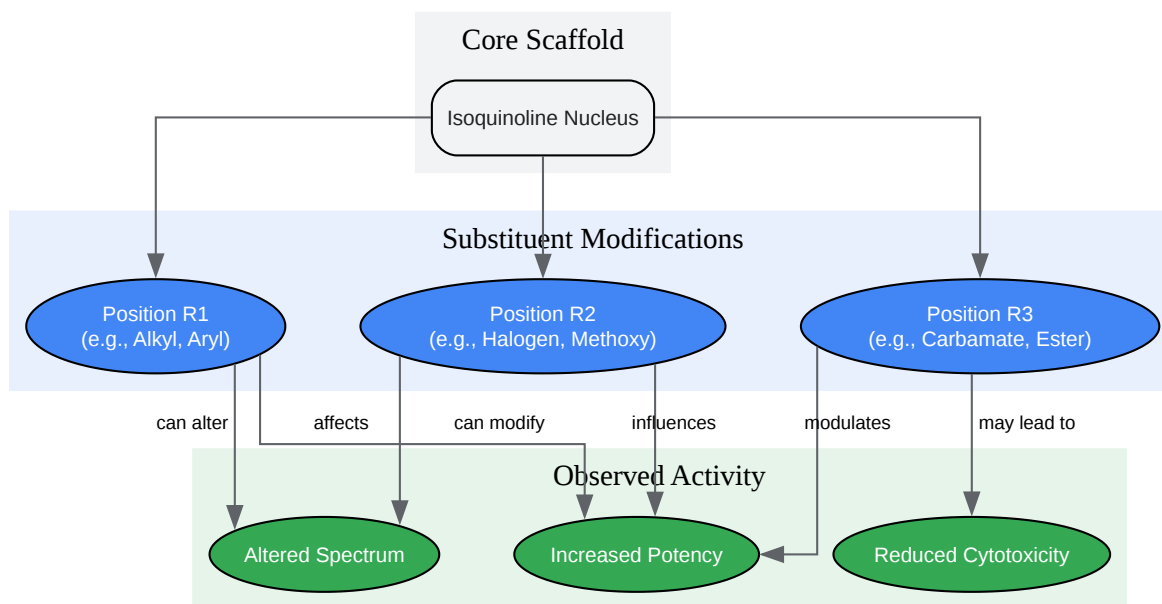 Core Scaffold
Isoquinoline Nucleus
Substituent Modifications
Position R1
(e.g., Alkyl, Aryl)
Position R2
(e.g., Halogen, Methoxy)
Position R3
(e.g., Carbamate, Ester)
can alter
affects
can modify
influences
modulates
may lead to
Observed Activity
Altered Spectrum
Increased Potency
Reduced Cytotoxicity